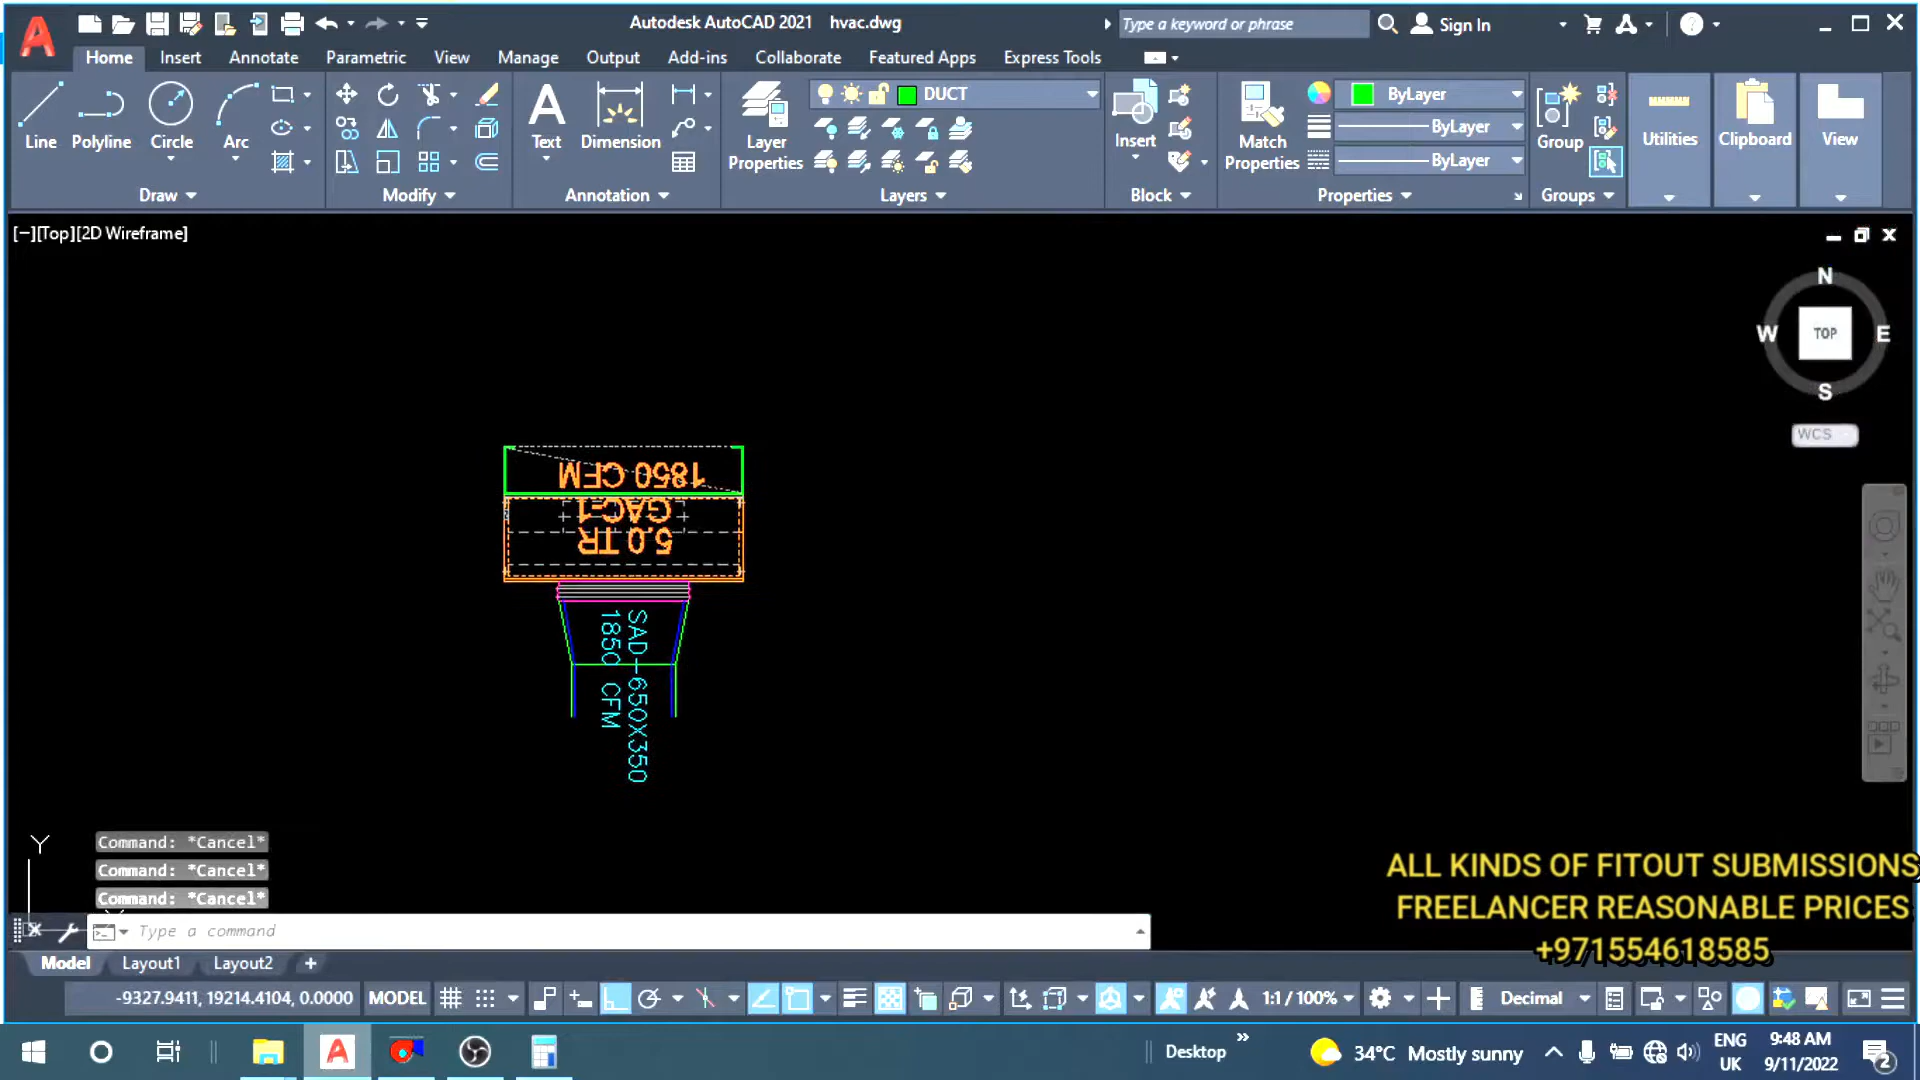 Autodesk AutoCAD 2021 hvac.dwg
Type a keyword or phrase
Sign In
Home Insert Annotate Parametric View Manage Output Add-ins Collaborate Featured Apps Express Tools
Line Polyline Circle Arc
Draw
Modify
Text Dimension
Annotation
Layer Properties
DUCT
Layers
Insert
Block
Match Properties
ByLayer
ByLayer
ByLayer
Properties
Group
Groups
Utilities
Clipboard
View
[−][Top][2D Wireframe]
N
W TOP E
S
WCS
1850 CFM
GAC=1
5.0 TR
SAD-650X350
1850 CFM
Y
Command: *Cancel*
Command: *Cancel*
Command: *Cancel*
Type a command
ALL KINDS OF FITOUT SUBMISSIONS
FREELANCER REASONABLE PRICES
+971554618585
Model Layout1 Layout2 +
-9327.9411, 19214.4104, 0.0000 MODEL 1:1 / 100% Decimal
Desktop 34°C Mostly sunny ENG UK 9:48 AM 9/11/2022 2